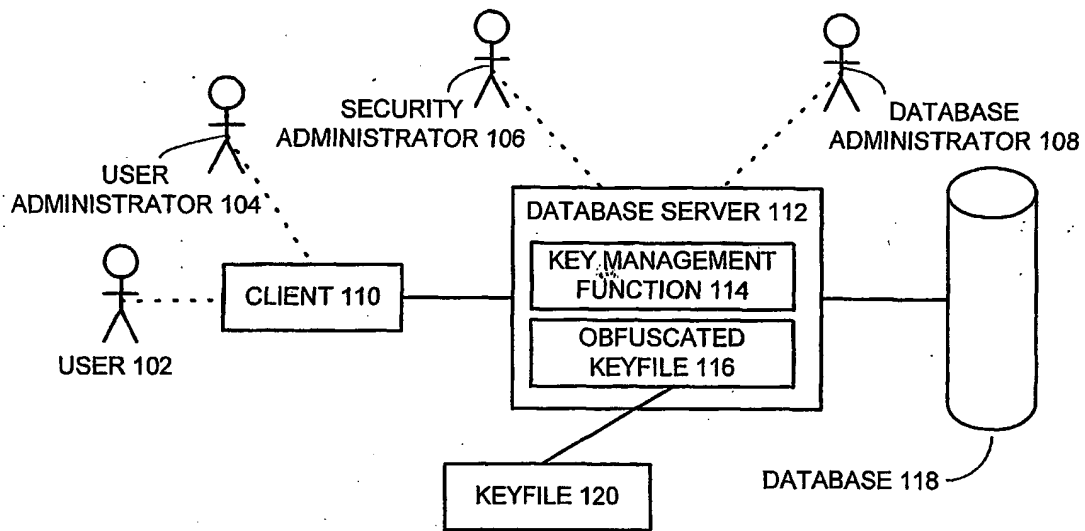 SECURITY
ADMINISTRATOR 106
DATABASE
ADMINISTRATOR 108
USER
ADMINISTRATOR 104
DATABASE SERVER 112
KEY MANAGEMENT
FUNCTION 114
CLIENT 110
OBFUSCATED
KEYFILE 116
USER 102
KEYFILE 120
DATABASE 118